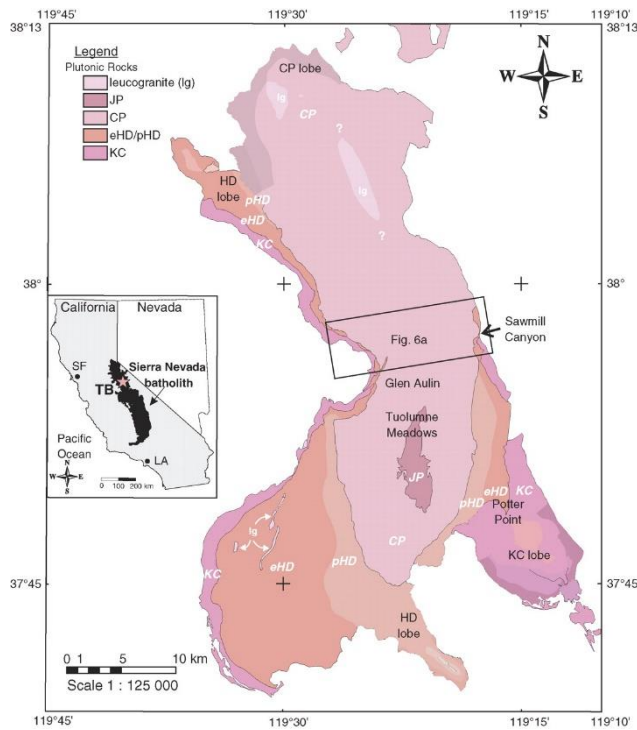 119°45' 119°30' 119°15' 119°10'
38°13'
Legend
Plutonic Rocks
leucogranite (lg)
JP
CP
eHD/pHD
KC
N
W E
S
CP lobe
lg
CP
?
lg
?
HD
lobe
pHD
eHD
KC
38°
38°
Sawmill
Canyon
Fig. 6a
Glen Aulin
Tuolumne
Meadows
JP
CP
California
Nevada
SF
TB
Sierra Nevada
batholith
Pacific
Ocean
LA
N
W E
S
0 100 200 km
KC
eHD
pHD
Potter
Point
KC lobe
lg
eHD
pHD
KC
HD
lobe
37°45
37°45'
0 1 5 10 km
Scale 1 : 125 000
119°45' 119°30' 119°15' 119°10'